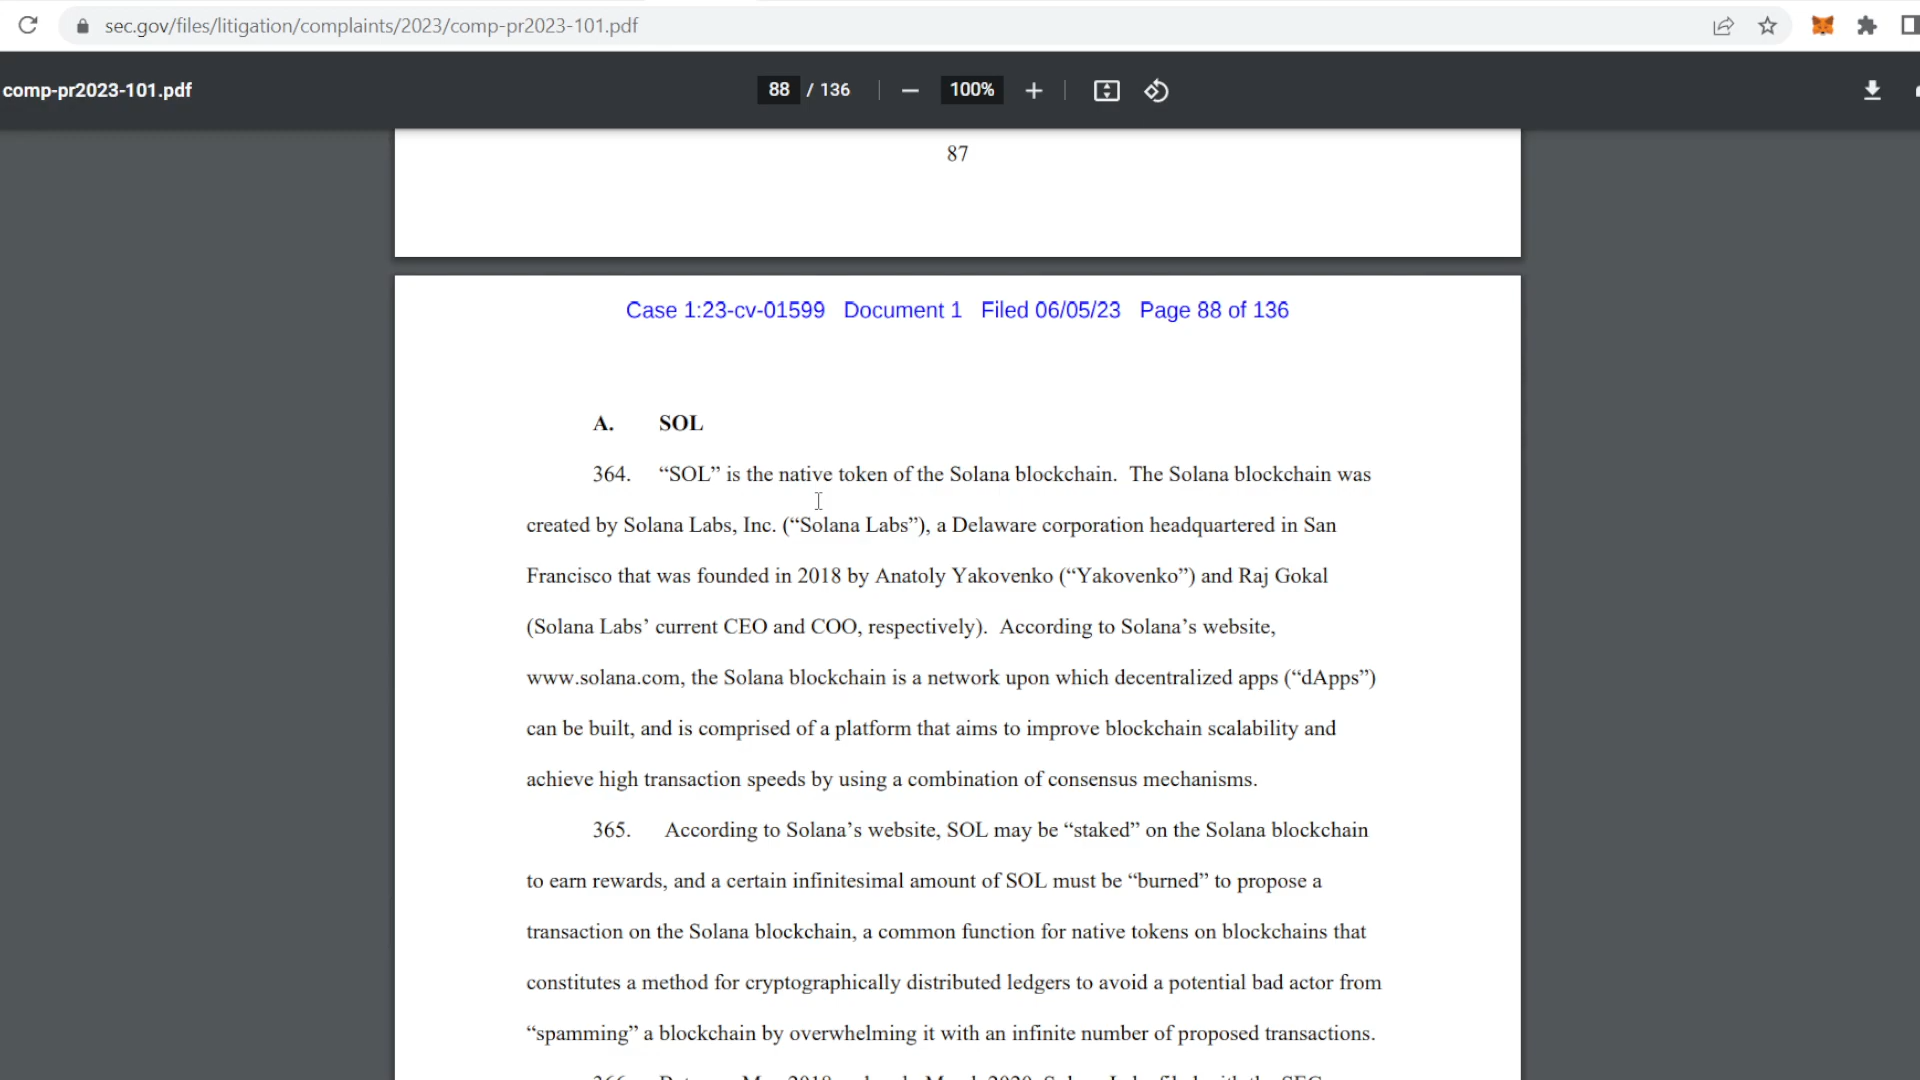 sec.gov/files/litigation/complaints/2023/comp-pr2023-101.pdf
comp-pr2023-101.pdf
88 / 136
100%
87
Case 1:23-cv-01599 Document 1 Filed 06/05/23 Page 88 of 136
A. SOL
364. “SOL” is the native token of the Solana blockchain. The Solana blockchain was
created by Solana Labs, Inc. (“Solana Labs”), a Delaware corporation headquartered in San
Francisco that was founded in 2018 by Anatoly Yakovenko (“Yakovenko”) and Raj Gokal
(Solana Labs’ current CEO and COO, respectively). According to Solana’s website,
www.solana.com, the Solana blockchain is a network upon which decentralized apps (“dApps”)
can be built, and is comprised of a platform that aims to improve blockchain scalability and
achieve high transaction speeds by using a combination of consensus mechanisms.
365. According to Solana’s website, SOL may be “staked” on the Solana blockchain
to earn rewards, and a certain infinitesimal amount of SOL must be “burned” to propose a
transaction on the Solana blockchain, a common function for native tokens on blockchains that
constitutes a method for cryptographically distributed ledgers to avoid a potential bad actor from
“spamming” a blockchain by overwhelming it with an infinite number of proposed transactions.